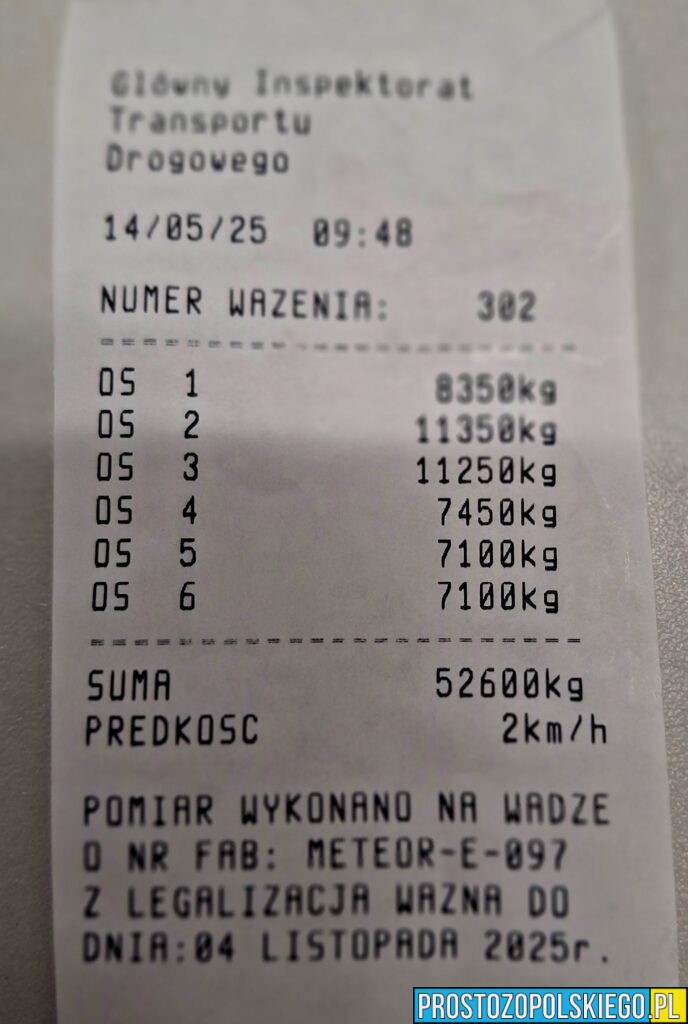 Główny Inspektorat
Transportu
Drogowego
14/05/25 09:48
NUMER WAZENIA: 302
OS 1 8350kg
OS 2 11350kg
OS 3 11250kg
OS 4 7450kg
OS 5 7100kg
OS 6 7100kg
SUMA 52600kg
PREDKOSC 2km/h
POMIAR WYKONANO NA WADZE
O NR FAB: METEOR-E-097
Z LEGALIZACJA WAZNA DO
DNIA:04 LISTOPADA 2025r.
PROSTOZOPOLSKIEGO.PL